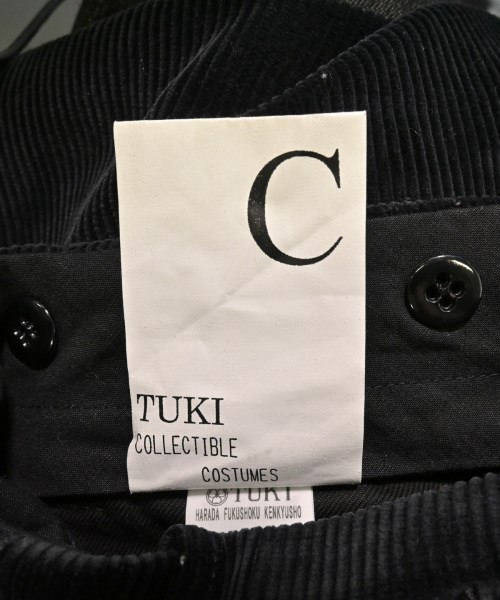 C
TUKI
COLLECTIBLE
COSTUMES
TUKI
HARADA FUKUSHOKU KENKYUSHO